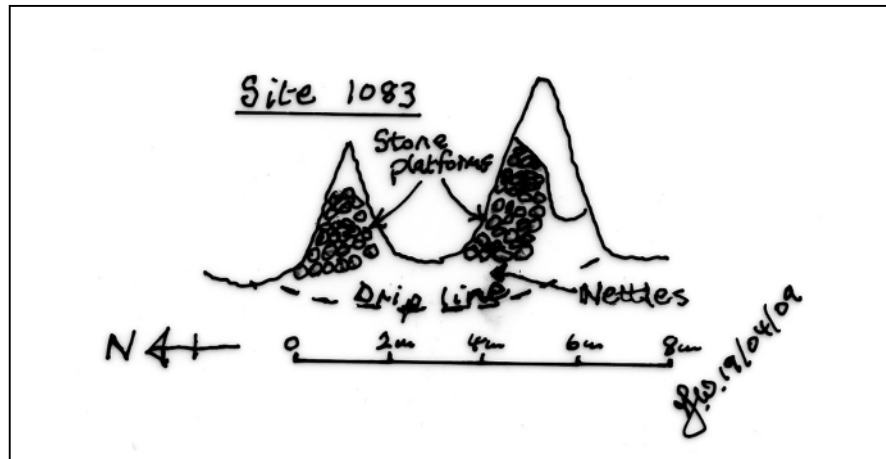 Site 1083
Stone
platforms
Drip line
Nettles
N
0 2m 4m 6m 8m
J.W. 19/04/09